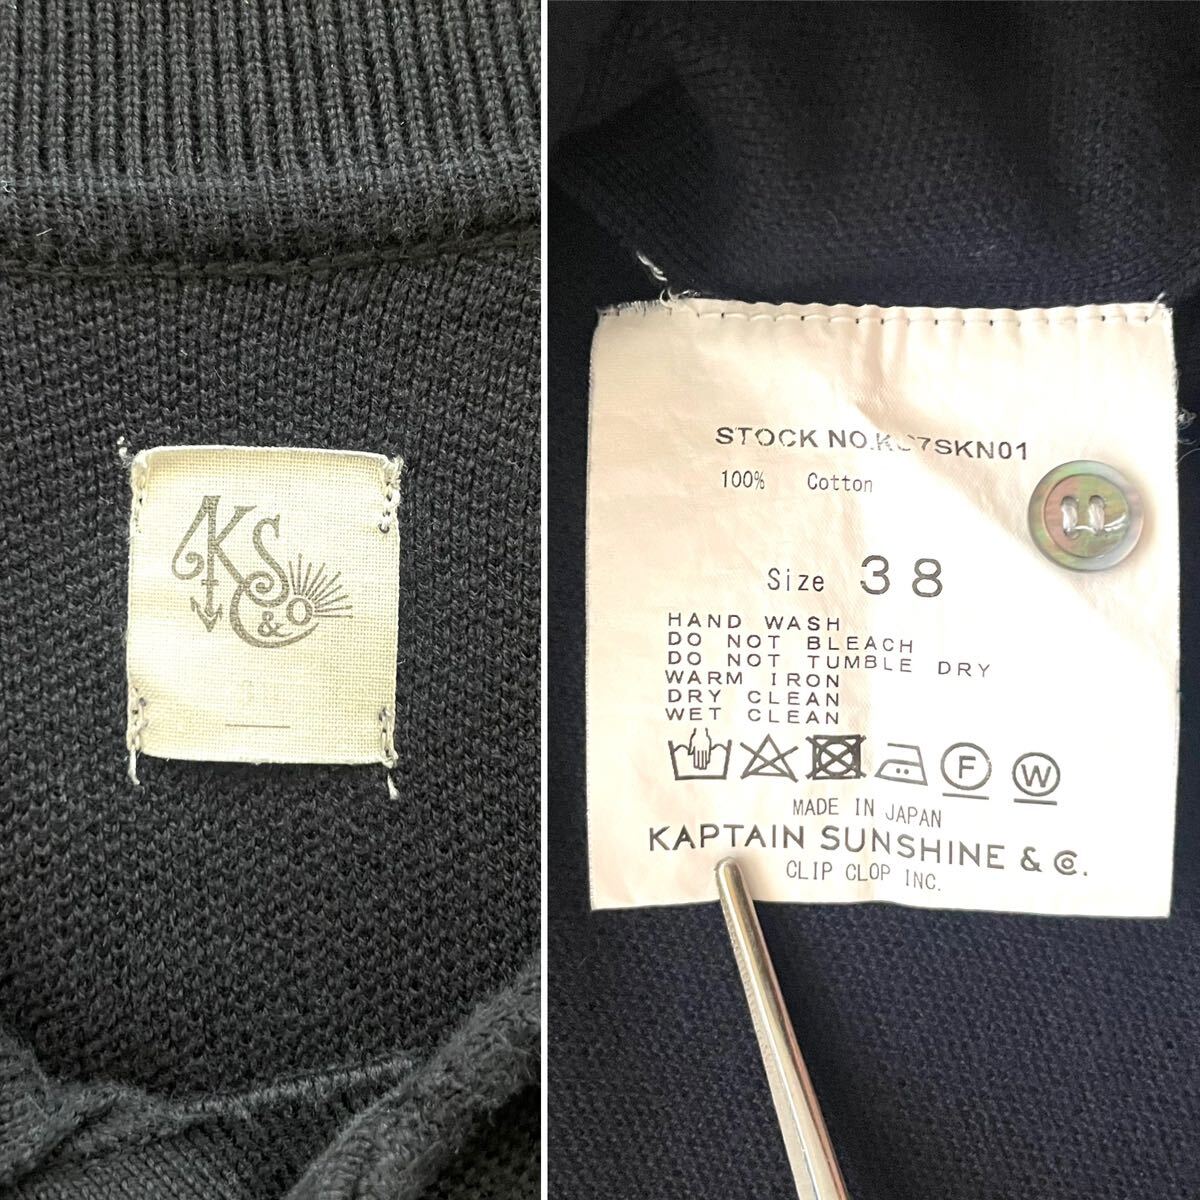 KS
& Co
STOCK NO.
100% Cotton
Size 38
HAND WASH
DO NOT BLEACH
DO NOT TUMBLE DRY
WARM IRON
DRY CLEAN
WET CLEAN
F W
MADE IN JAPAN
KAPTAIN SUNSHINE & Co.
CLIP CLOP INC.